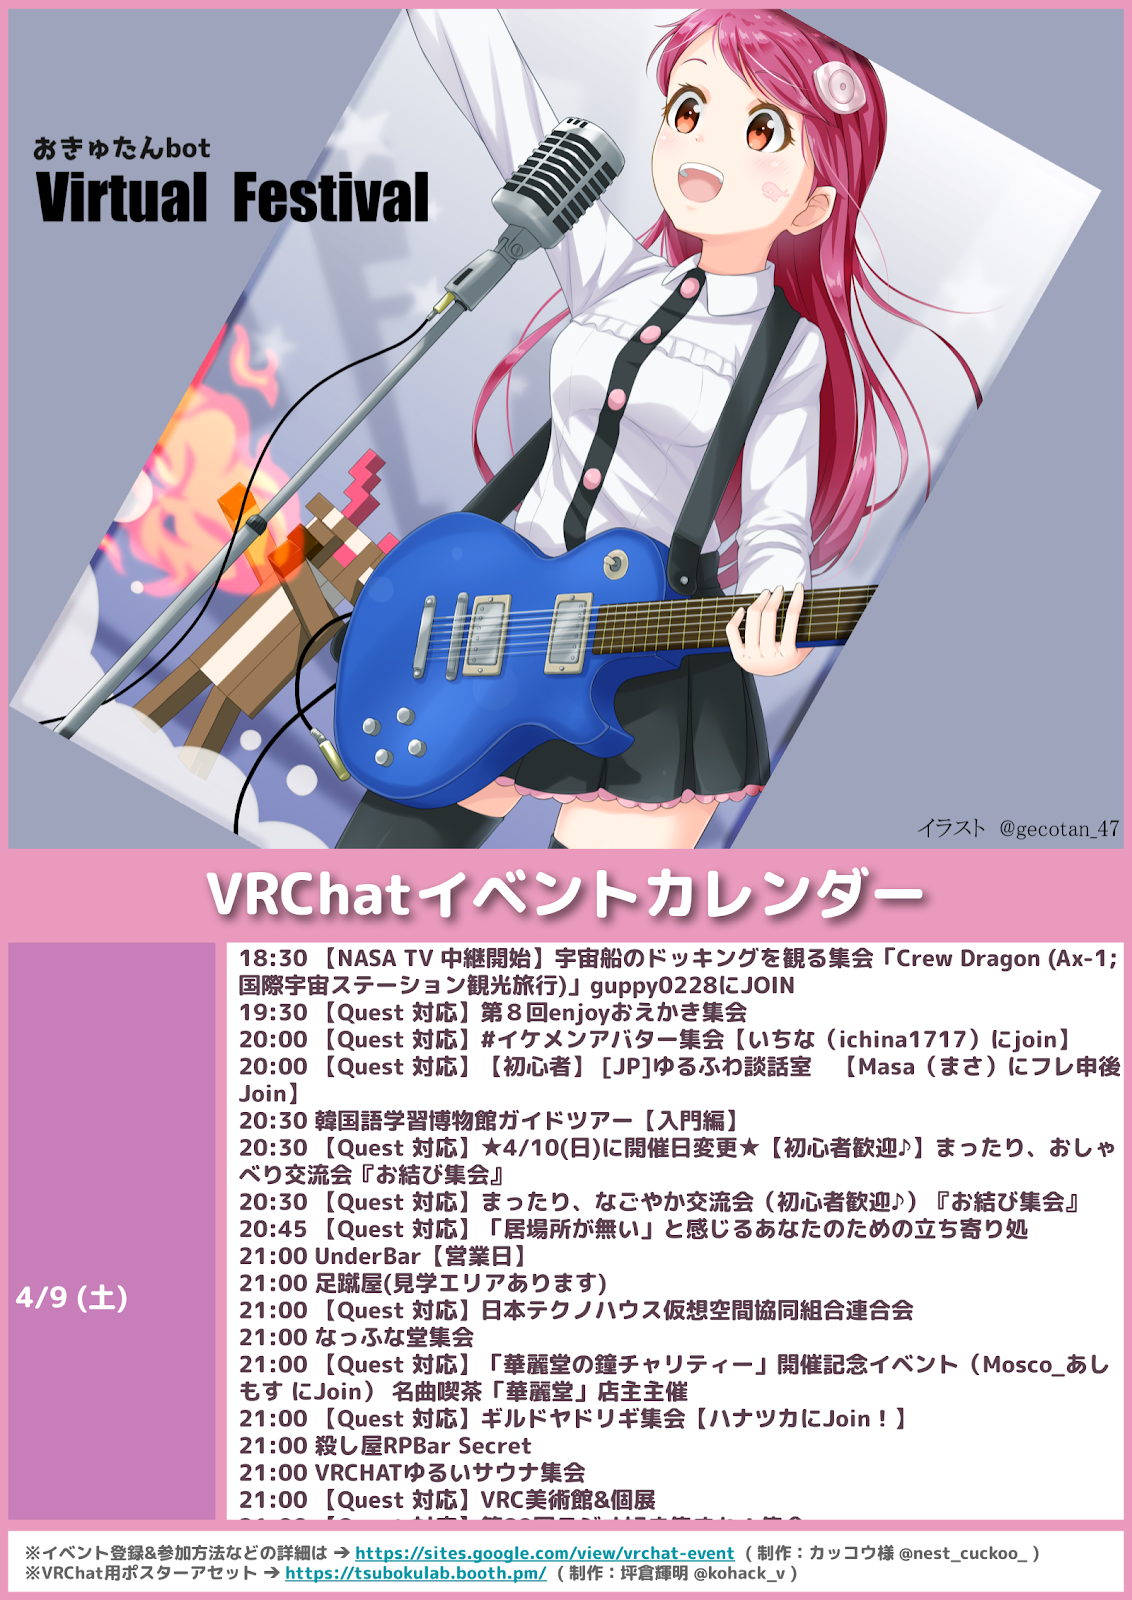 おきゅたんbot
Virtual Festival
イラスト @gecotan_47
VRChatイベントカレンダー
4/9 (土)
18:30 【NASA TV 中継開始】宇宙船のドッキングを観る集会「Crew Dragon (Ax-1;
国際宇宙ステーション観光旅行)」guppy0228にJOIN
19:30 【Quest 対応】第８回enjoyおえかき集会
20:00 【Quest 対応】#イケメンアバター集会【いちな（ichina1717）にjoin】
20:00 【Quest 対応】【初心者】 [JP]ゆるふわ談話室　【Masa（まさ）にフレ申後
Join】
20:30 韓国語学習博物館ガイドツアー【入門編】
20:30 【Quest 対応】★4/10(日)に開催日変更★【初心者歓迎♪】まったり、おしゃ
べり交流会『お結び集会』
20:30 【Quest 対応】まったり、なごやか交流会（初心者歓迎♪）『お結び集会』
20:45 【Quest 対応】「居場所が無い」と感じるあなたのための立ち寄り処
21:00 UnderBar【営業日】
21:00 足蹴屋(見学エリアあります)
21:00 【Quest 対応】日本テクノハウス仮想空間協同組合連合会
21:00 なっふな堂集会
21:00 【Quest 対応】「華麗堂の鐘チャリティー」開催記念イベント（Mosco_あし
もす にJoin） 名曲喫茶「華麗堂」店主主催
21:00 【Quest 対応】ギルドヤドリギ集会【ハナツカにJoin！】
21:00 殺し屋RPBar Secret
21:00 VRCHATゆるいサウナ集会
21:00 【Quest 対応】VRC美術館&個展
※イベント登録&参加方法などの詳細は ➔ https://sites.google.com/view/vrchat-event ( 制作：カッコウ様 @nest_cuckoo_ )
※VRChat用ポスターアセット ➔ https://tsubokulab.booth.pm/ ( 制作：坪倉輝明 @kohack_v )